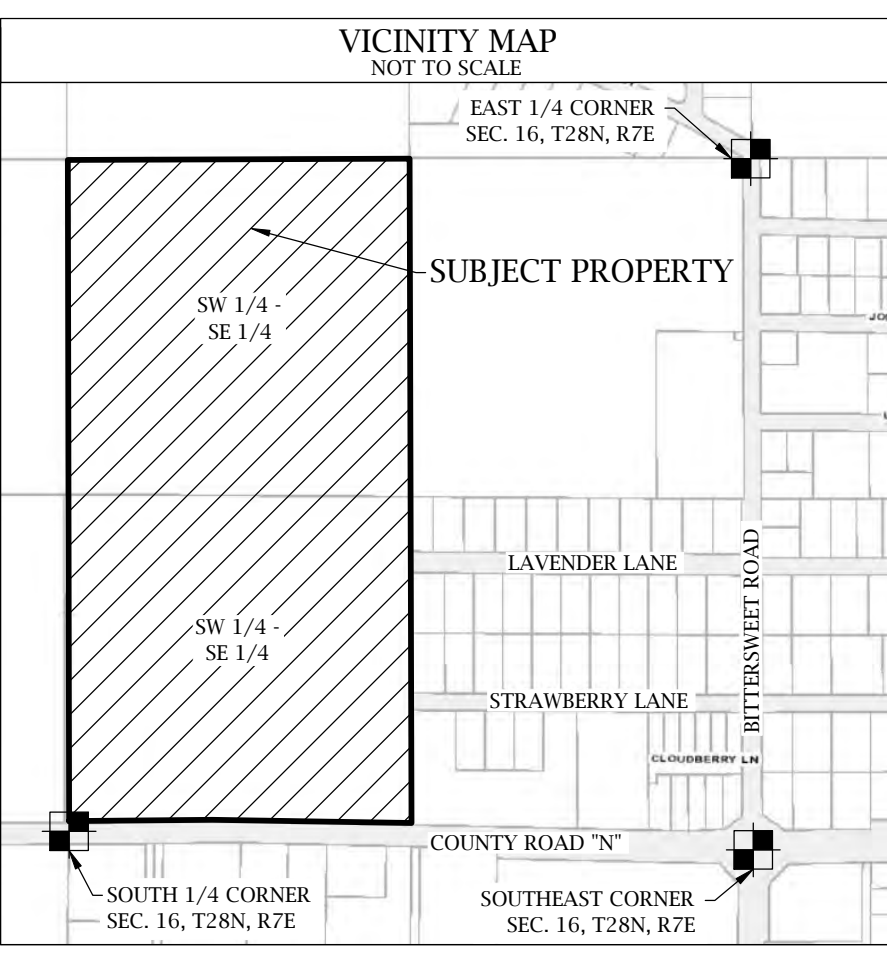 VICINITY MAP
NOT TO SCALE
EAST 1/4 CORNER
SEC. 16, T28N, R7E
SUBJECT PROPERTY
SW 1/4 -
SE 1/4
LAVENDER LANE
BITTERSWEET ROAD
SW 1/4 -
SE 1/4
STRAWBERRY LANE
CLOUDBERRY LN
COUNTY ROAD "N"
SOUTH 1/4 CORNER
SEC. 16, T28N, R7E
SOUTHEAST CORNER
SEC. 16, T28N, R7E